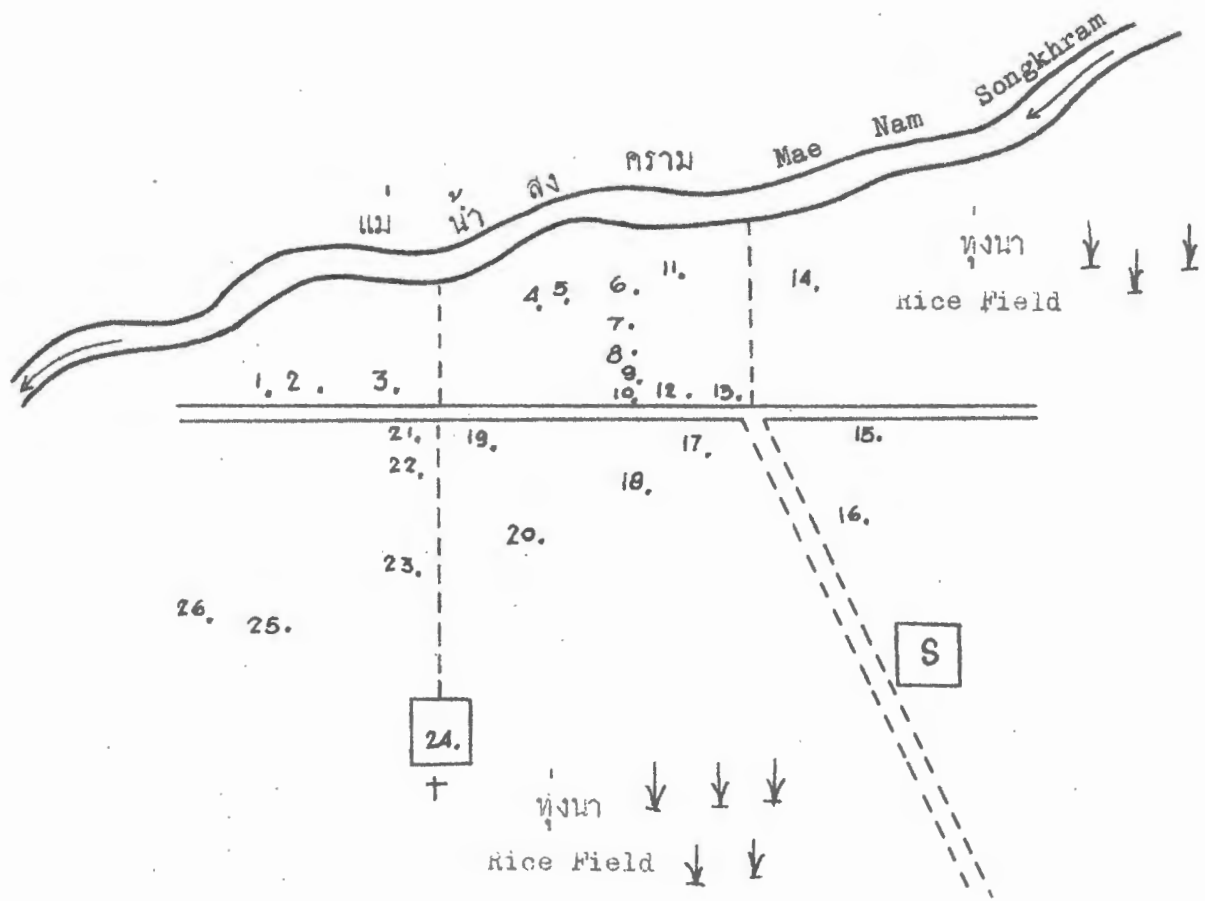 แม่ น้ำ สง คราม Mae Nam Songkhram
ทุ่งนา
Rice Field
11.
4. 5. 6. 14.
7.
8.
9.
1. 2. 3. 10. 12. 13.
21. 19. 17. 15.
22. 18.
20. 16.
23.
26. 25.
S
24.
ทุ่งนา
Rice Field